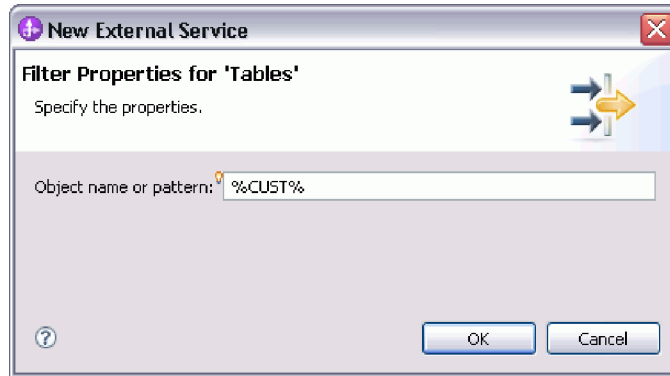 New External Service
Filter Properties for 'Tables'
Specify the properties.
Object name or pattern: %CUST%
?
OK Cancel